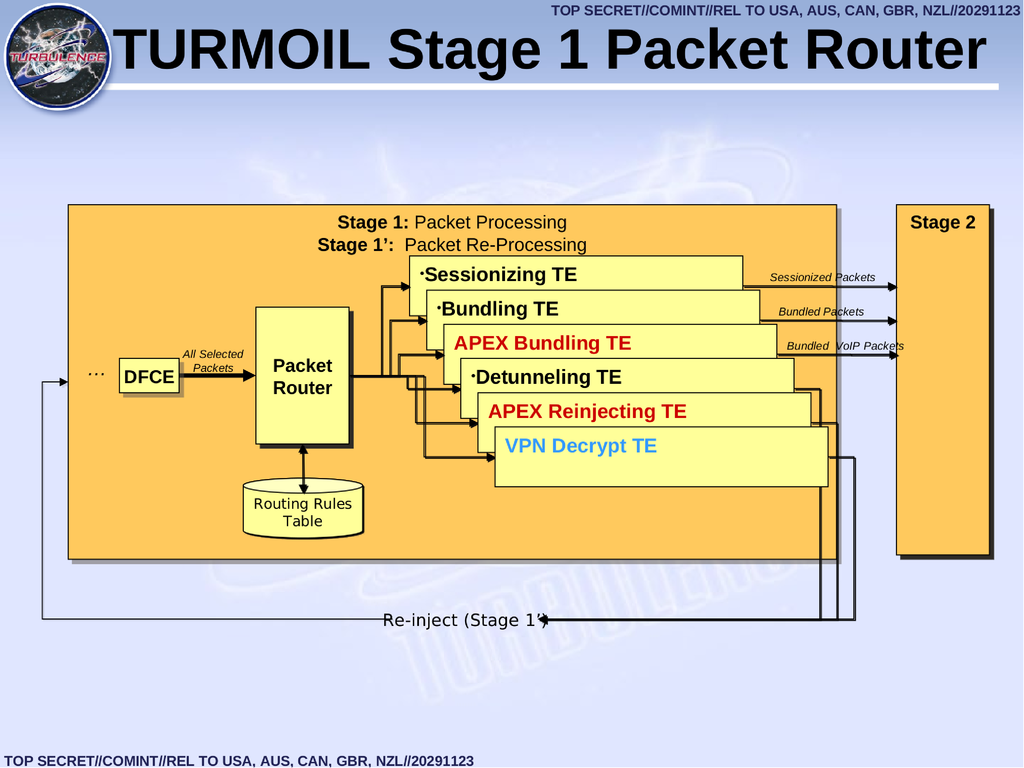 TOP SECRET//COMINT//REL TO USA, AUS, CAN, GBR, NZL//20291123
TURBULENCE
TURMOIL Stage 1 Packet Router
Stage 1: Packet Processing
Stage 1’: Packet Re-Processing
Stage 2
•Sessionizing TE
Sessionized Packets
•Bundling TE
Bundled Packets
APEX Bundling TE
Bundled VoIP Packets
All Selected
Packets
... DFCE
Packet
Router
•Detunneling TE
APEX Reinjecting TE
VPN Decrypt TE
Routing Rules
Table
Re-inject (Stage 1’)
TURBULENCE
TOP SECRET//COMINT//REL TO USA, AUS, CAN, GBR, NZL//20291123